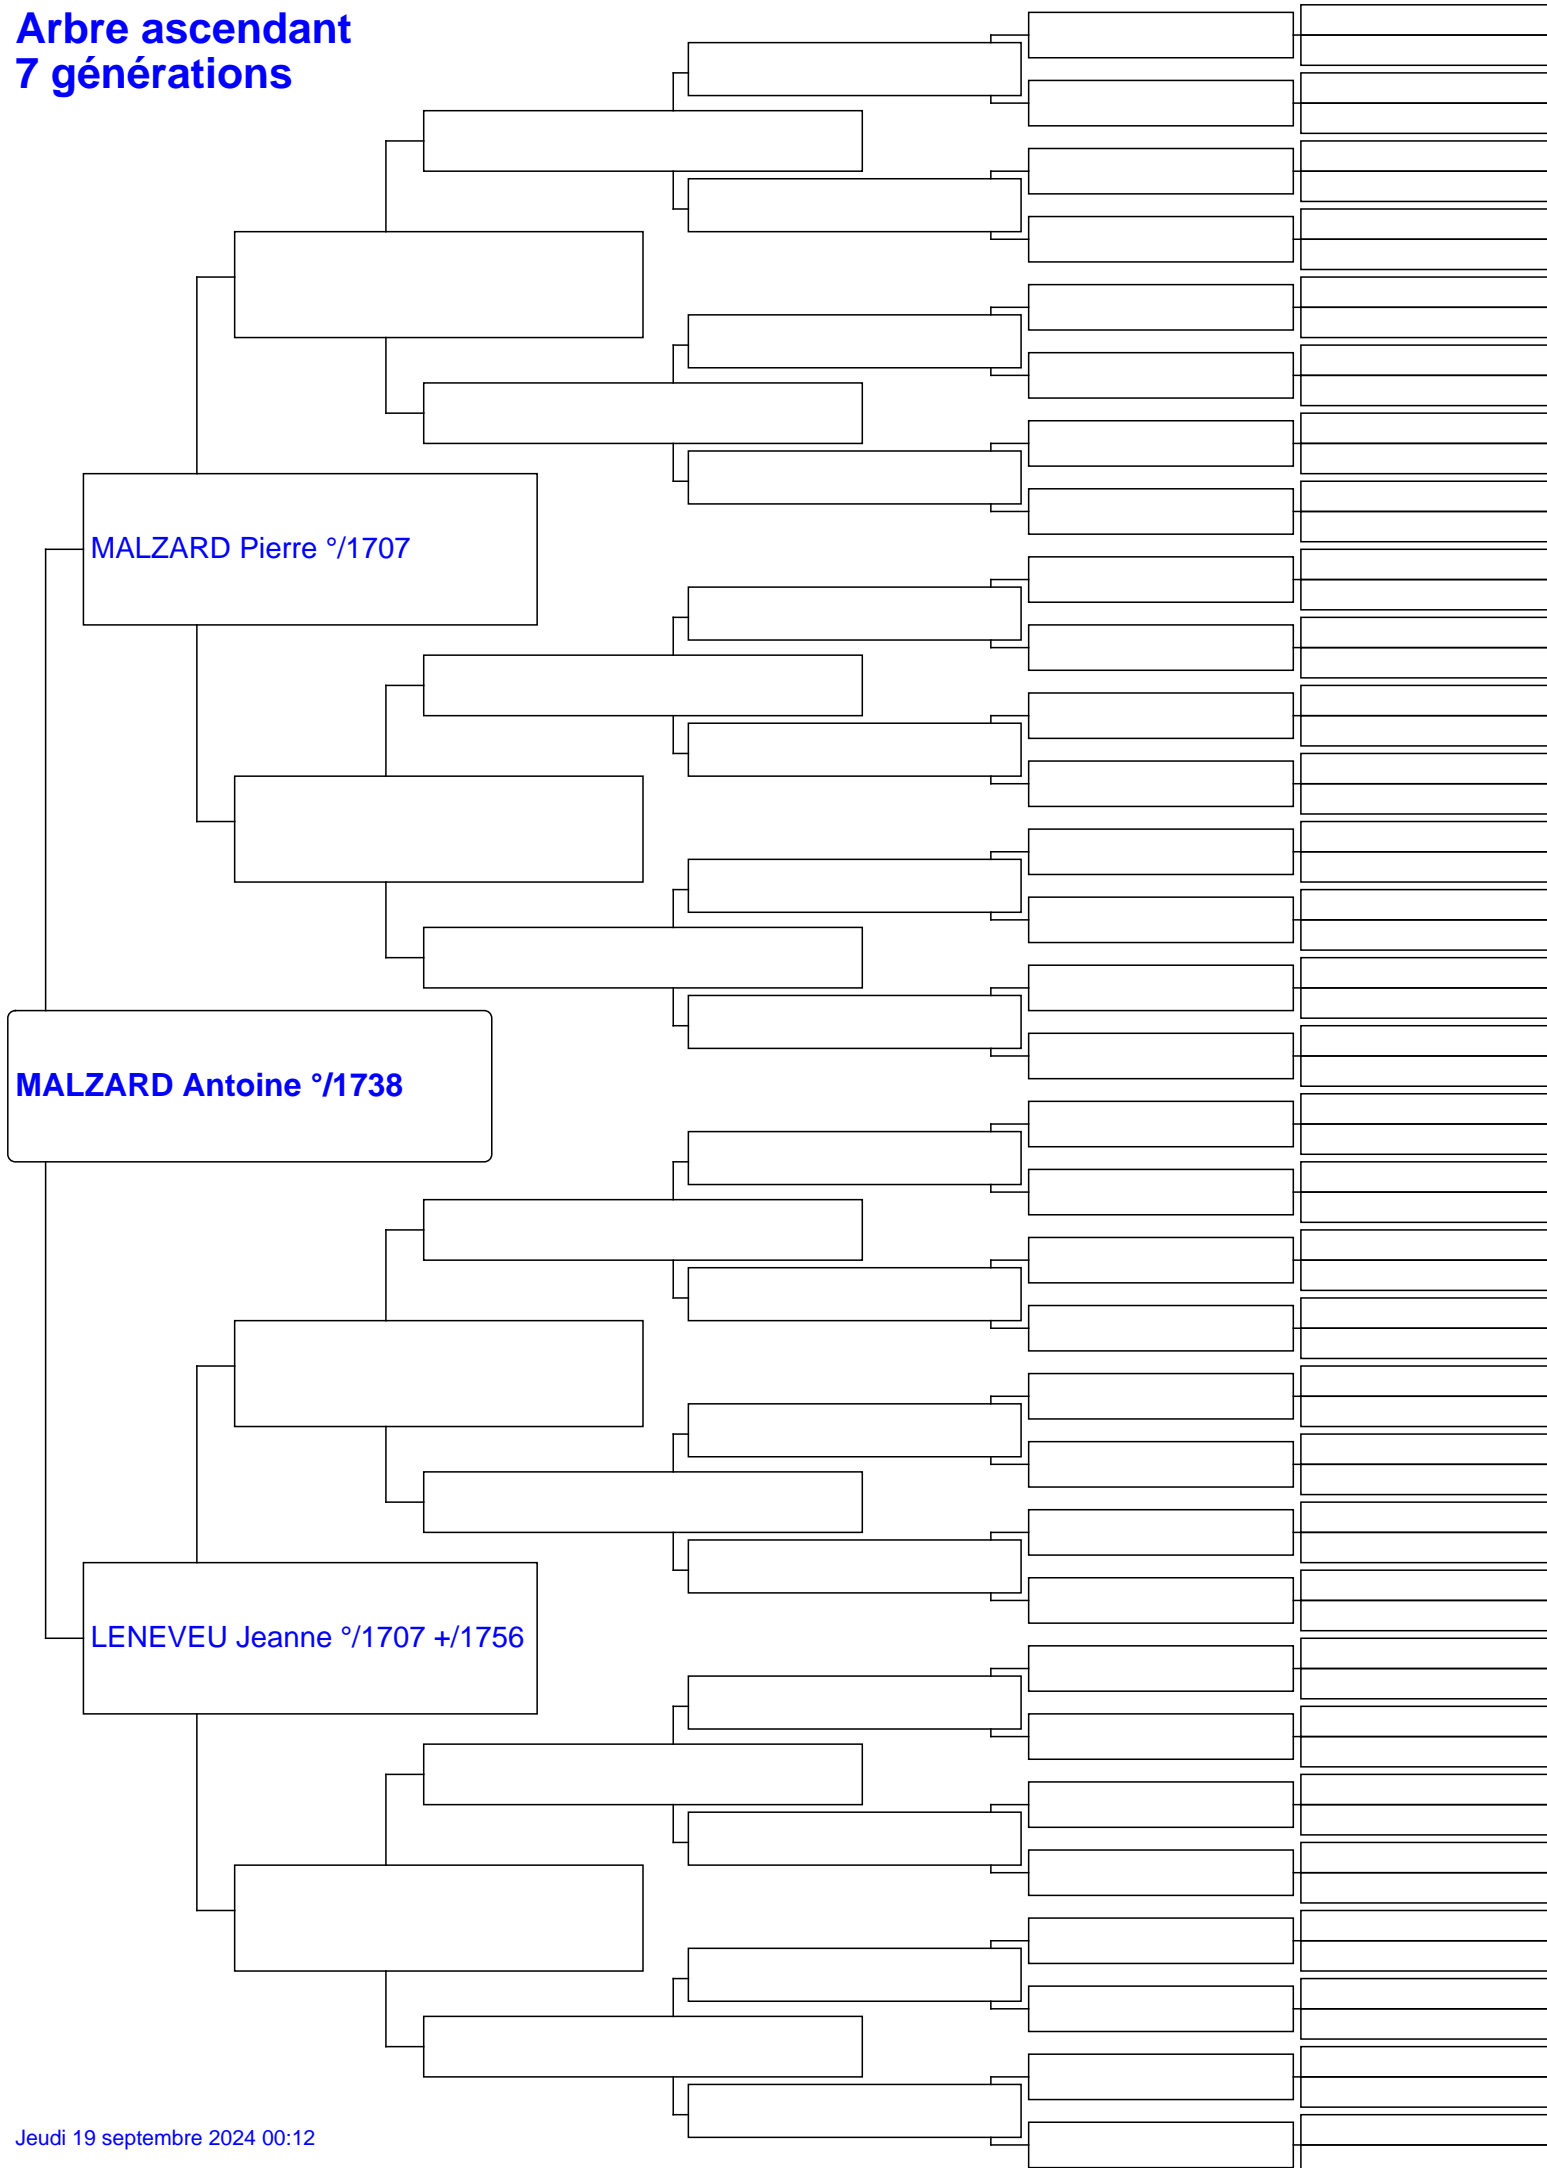 Arbre ascendant
7 générations
MALZARD Pierre °/1707
MALZARD Antoine °/1738
LENEVEU Jeanne °/1707 +/1756
Jeudi 19 septembre 2024 00:12